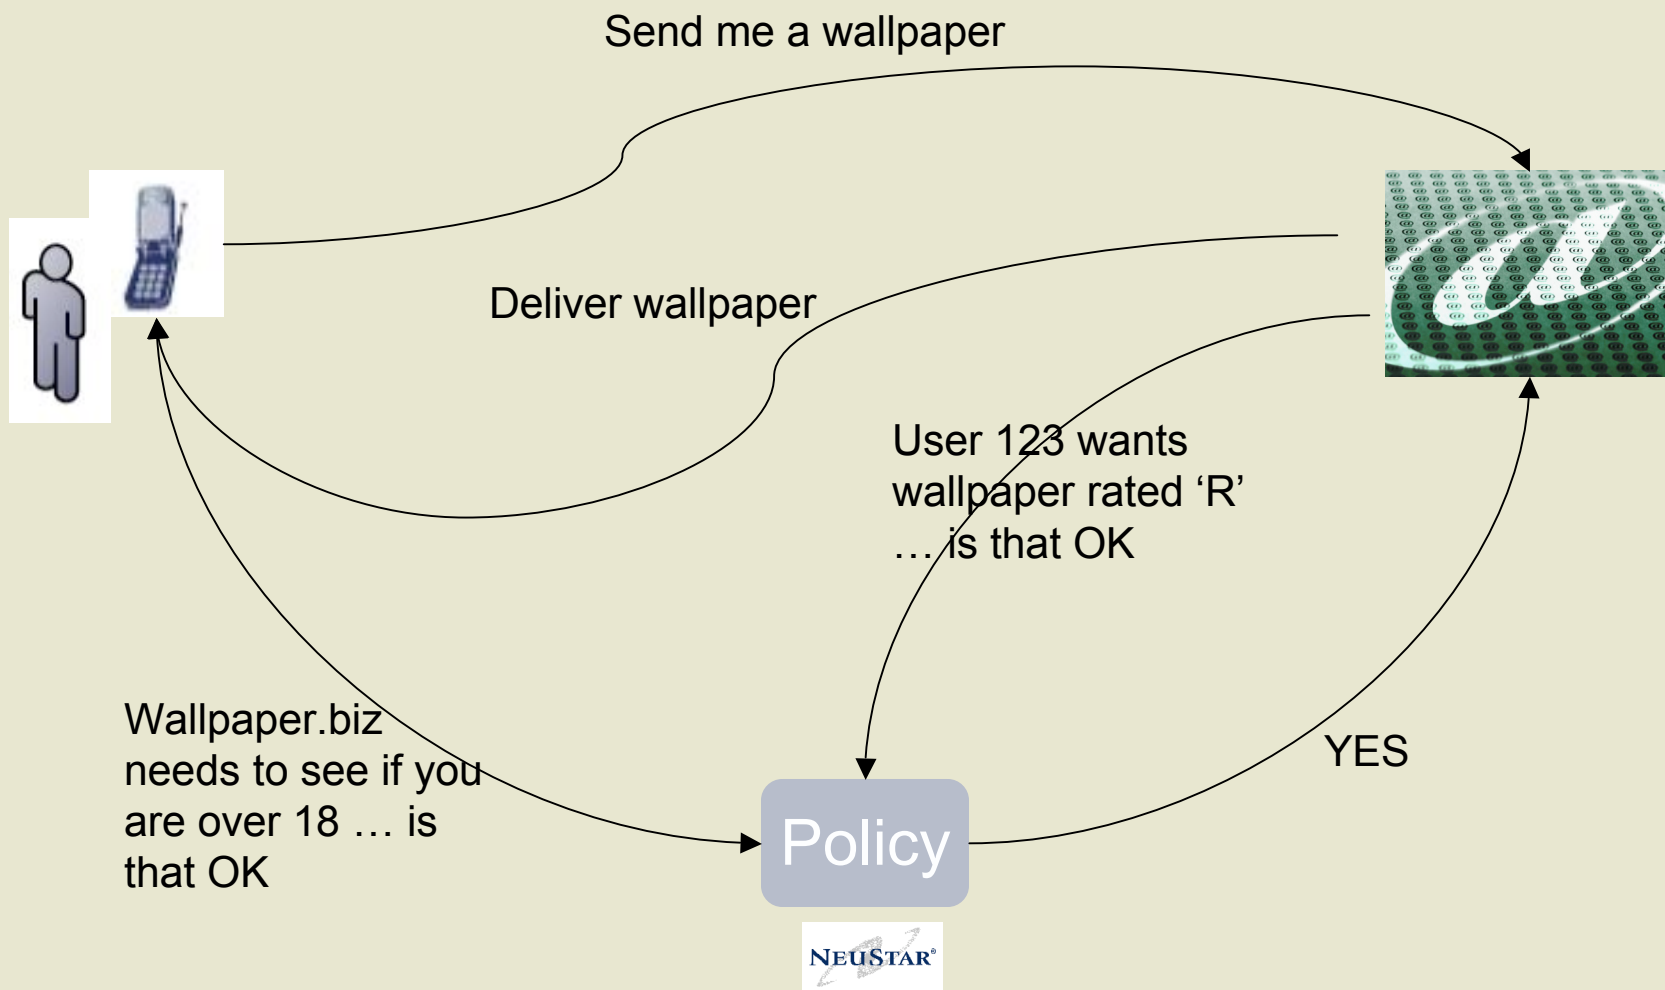 Send me a wallpaper
Deliver wallpaper
User 123 wants
wallpaper rated ‘R’
… is that OK
Wallpaper.biz
needs to see if you
are over 18 … is
that OK
YES
Policy
NEUSTAR®